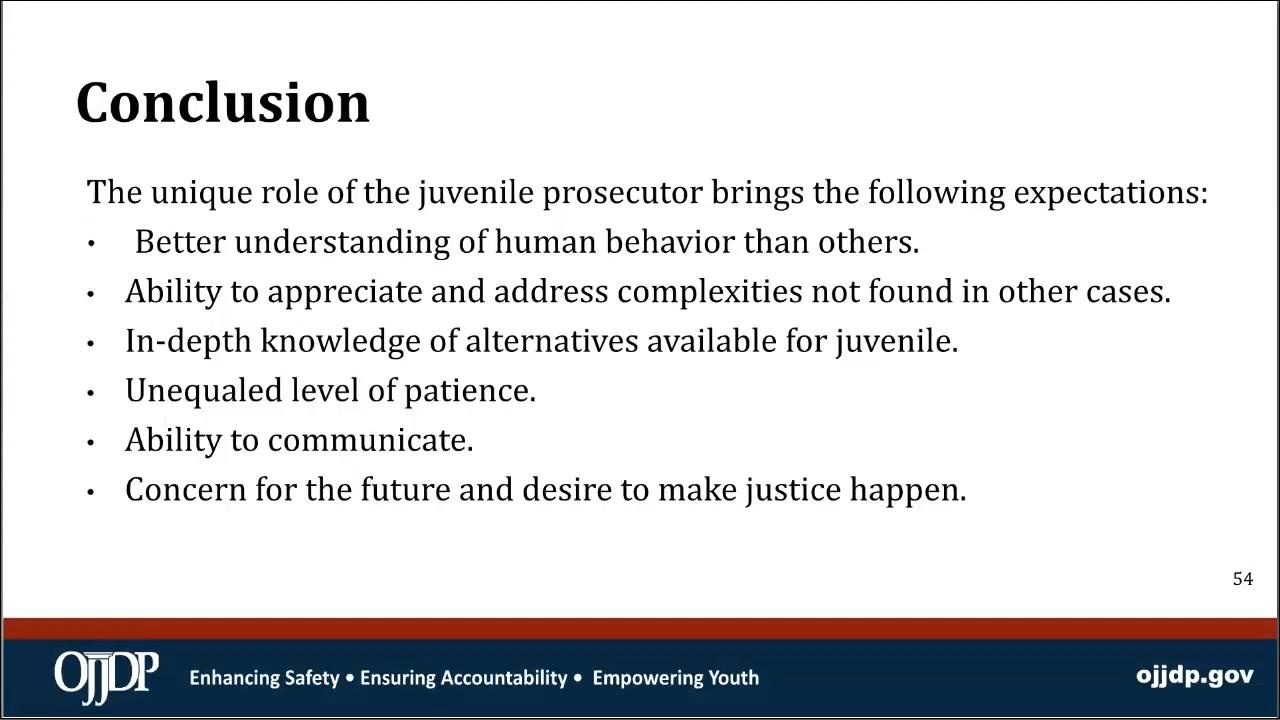 Conclusion
The unique role of the juvenile prosecutor brings the following expectations:
• Better understanding of human behavior than others.
• Ability to appreciate and address complexities not found in other cases.
• In-depth knowledge of alternatives available for juvenile.
• Unequaled level of patience.
• Ability to communicate.
• Concern for the future and desire to make justice happen.
54
OJJDP Enhancing Safety • Ensuring Accountability • Empowering Youth ojjdp.gov